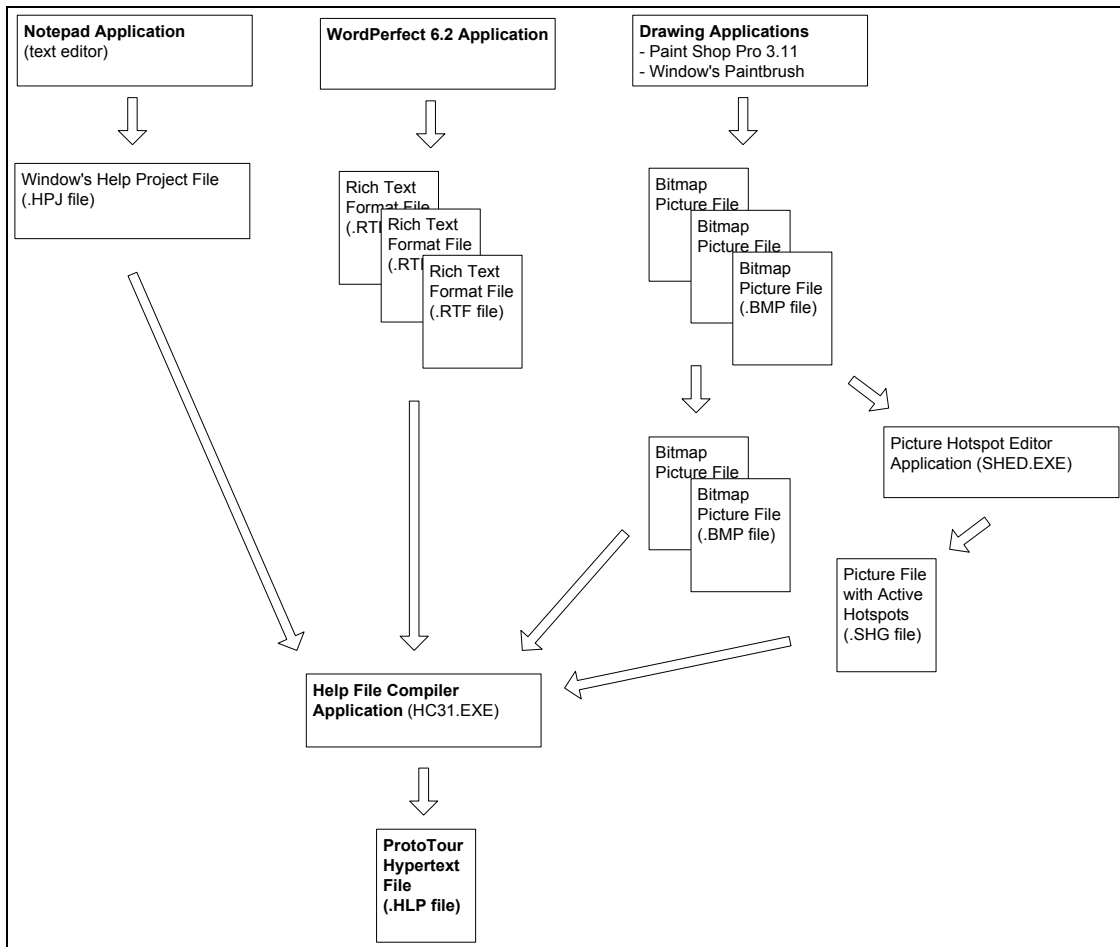 Notepad Application
(text editor)
WordPerfect 6.2 Application
Drawing Applications
- Paint Shop Pro 3.11
- Window's Paintbrush
Window's Help Project File
(.HPJ file)
Rich Text
Format File
(.RTF
Rich Text
Format File
(.RTF
Rich Text
Format File
(.RTF file)
Bitmap
Picture File
Bitmap
Picture File
Bitmap
Picture File
(.BMP file)
Bitmap
Picture File
Bitmap
Picture File
(.BMP file)
Picture Hotspot Editor
Application (SHED.EXE)
Picture File
with Active
Hotspots
(.SHG file)
Help File Compiler
Application (HC31.EXE)
ProtoTour
Hypertext
File
(.HLP file)